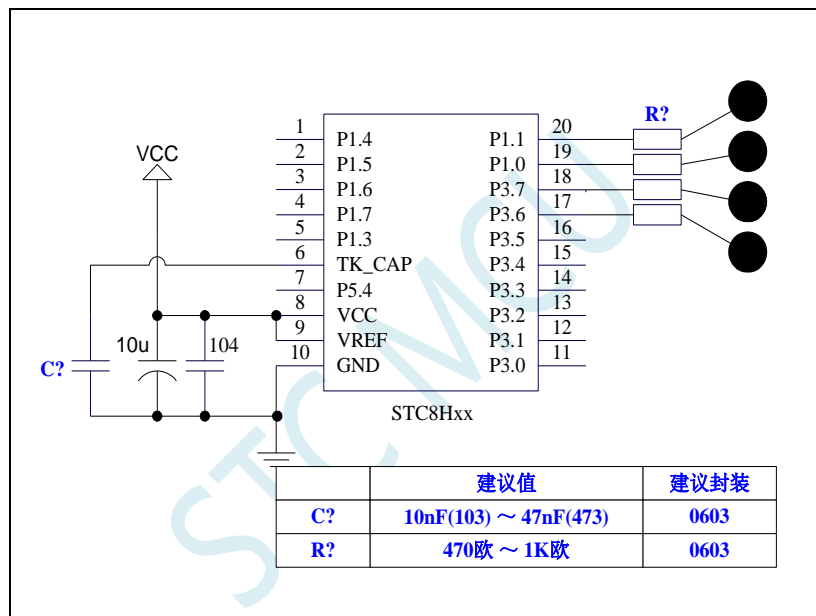 R?
VCC
1 P1.4 P1.1 20
2 P1.5 P1.0 19
3 P1.6 P3.7 18
4 P1.7 P3.6 17
5 P1.3 P3.5 16
6 TK_CAP P3.4 15
7 P5.4 P3.3 14
8 VCC P3.2 13
9 VREF P3.1 12
10 GND P3.0 11
C? 10u 104
STC8Hxx
STC MCU
建议值 建议封装
C? 10nF(103) ～ 47nF(473) 0603
R? 470欧 ～ 1K欧 0603